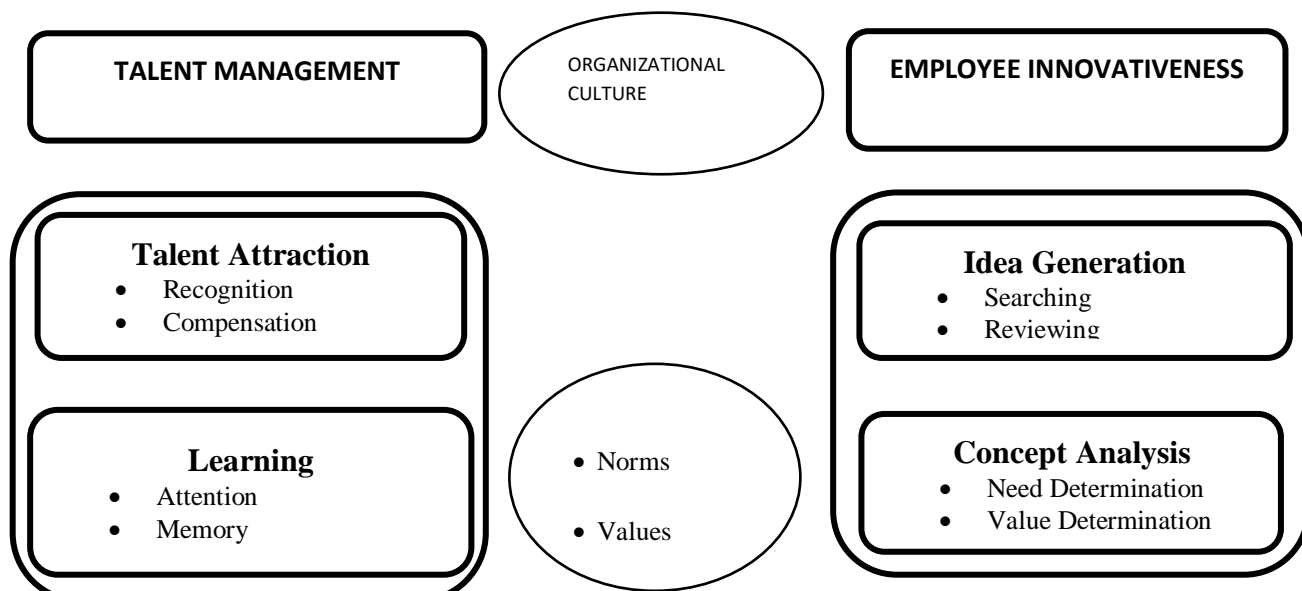 TALENT MANAGEMENT
ORGANIZATIONAL
CULTURE
EMPLOYEE INNOVATIVENESS
Talent Attraction
• Recognition
• Compensation
Learning
• Attention
• Memory
• Norms
• Values
Idea Generation
• Searching
• Reviewing
Concept Analysis
• Need Determination
• Value Determination